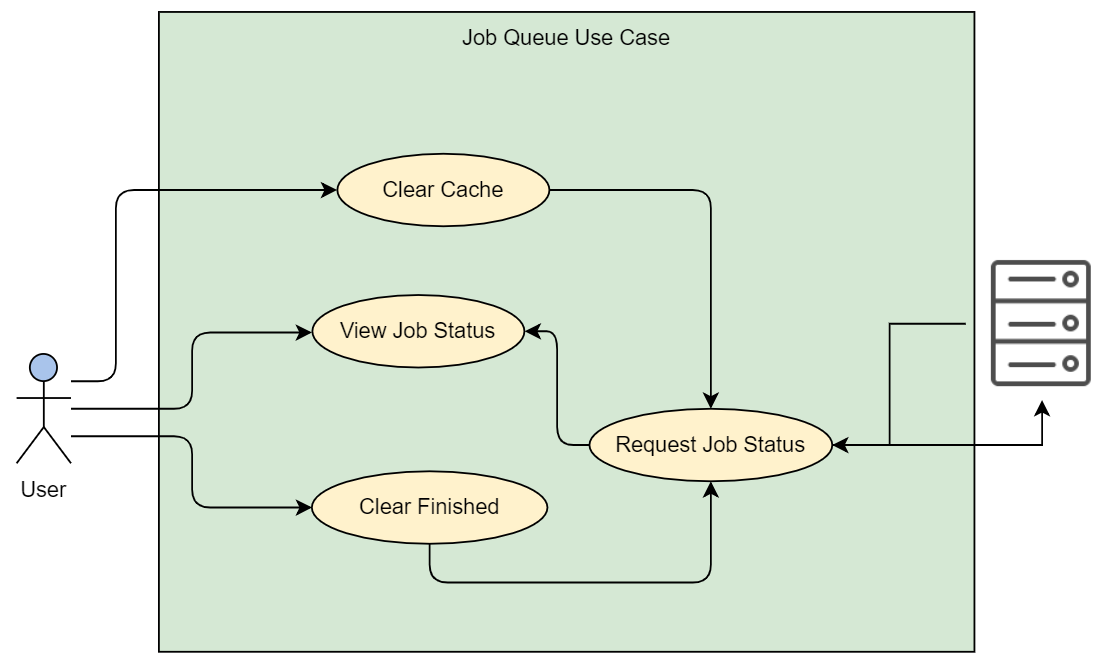 Job Queue Use Case
Clear Cache
View Job Status
Request Job Status
User
Clear Finished